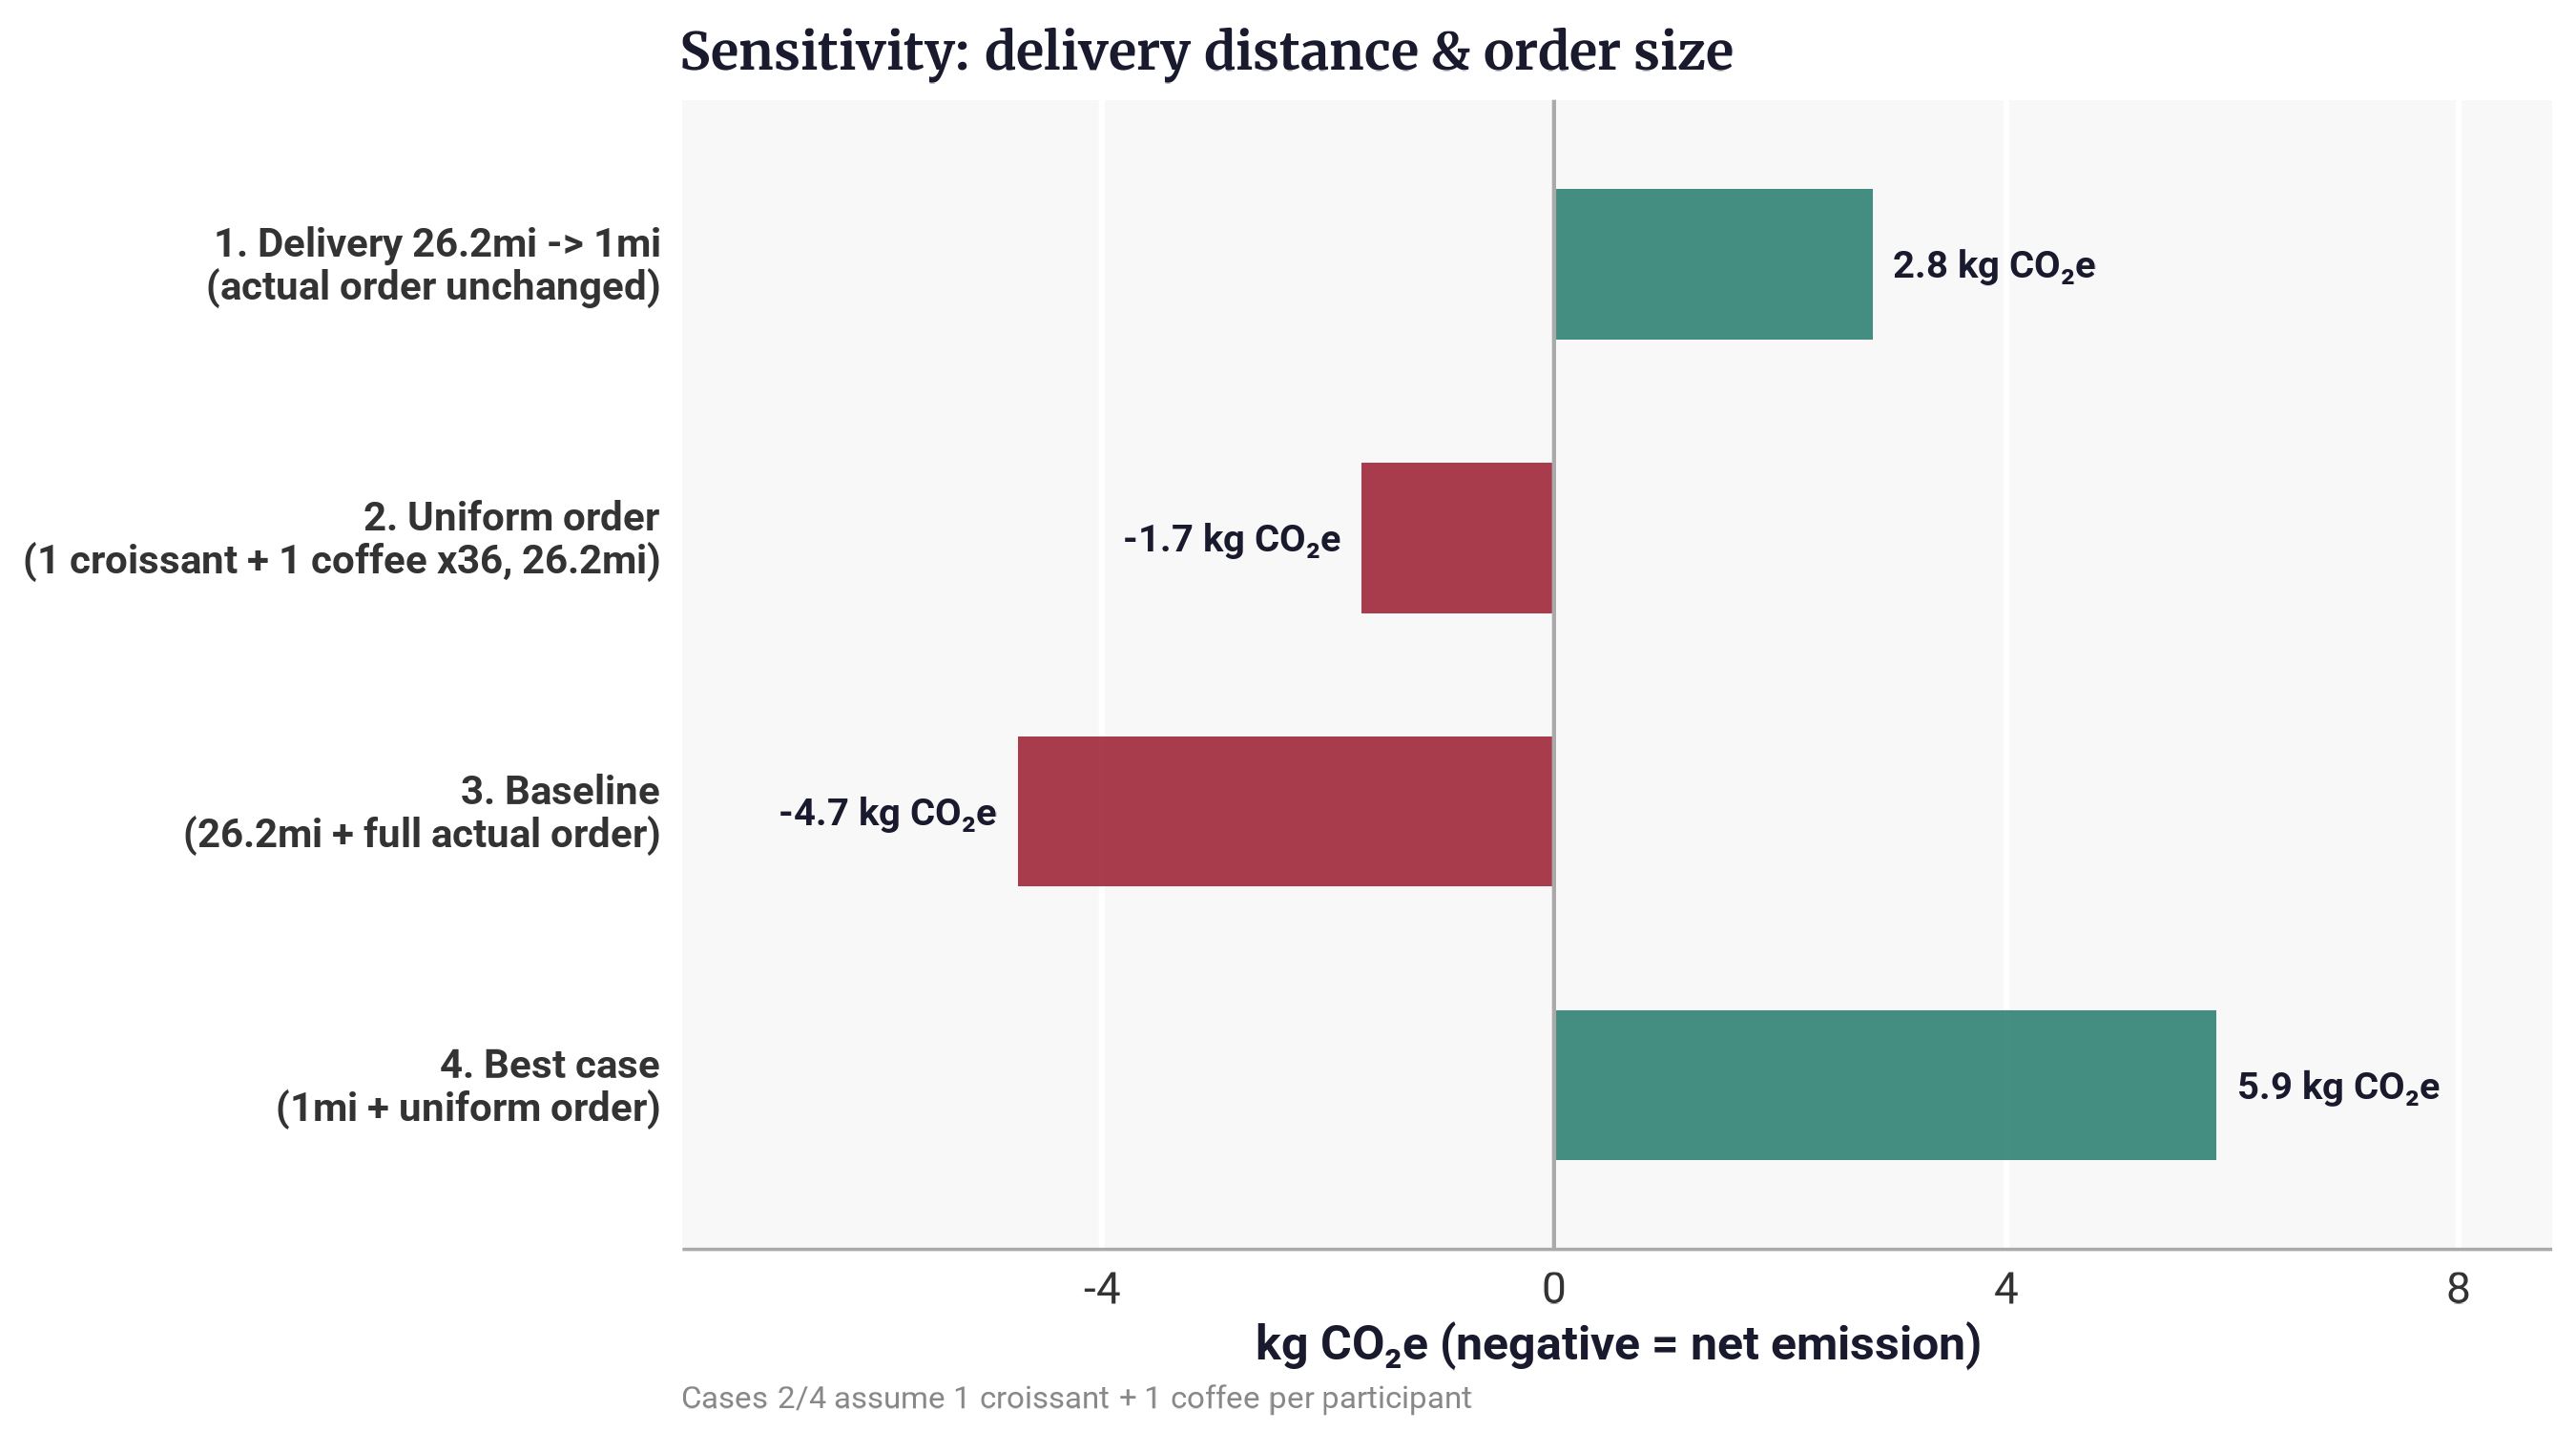 Sensitivity: delivery distance & order size
1. Delivery 26.2mi -> 1mi
(actual order unchanged)
2.8 kg CO₂e
2. Uniform order
(1 croissant + 1 coffee x36, 26.2mi)
-1.7 kg CO₂e
3. Baseline
(26.2mi + full actual order)
-4.7 kg CO₂e
4. Best case
(1mi + uniform order)
5.9 kg CO₂e
-4 0 4 8
kg CO₂e (negative = net emission)
Cases 2/4 assume 1 croissant + 1 coffee per participant